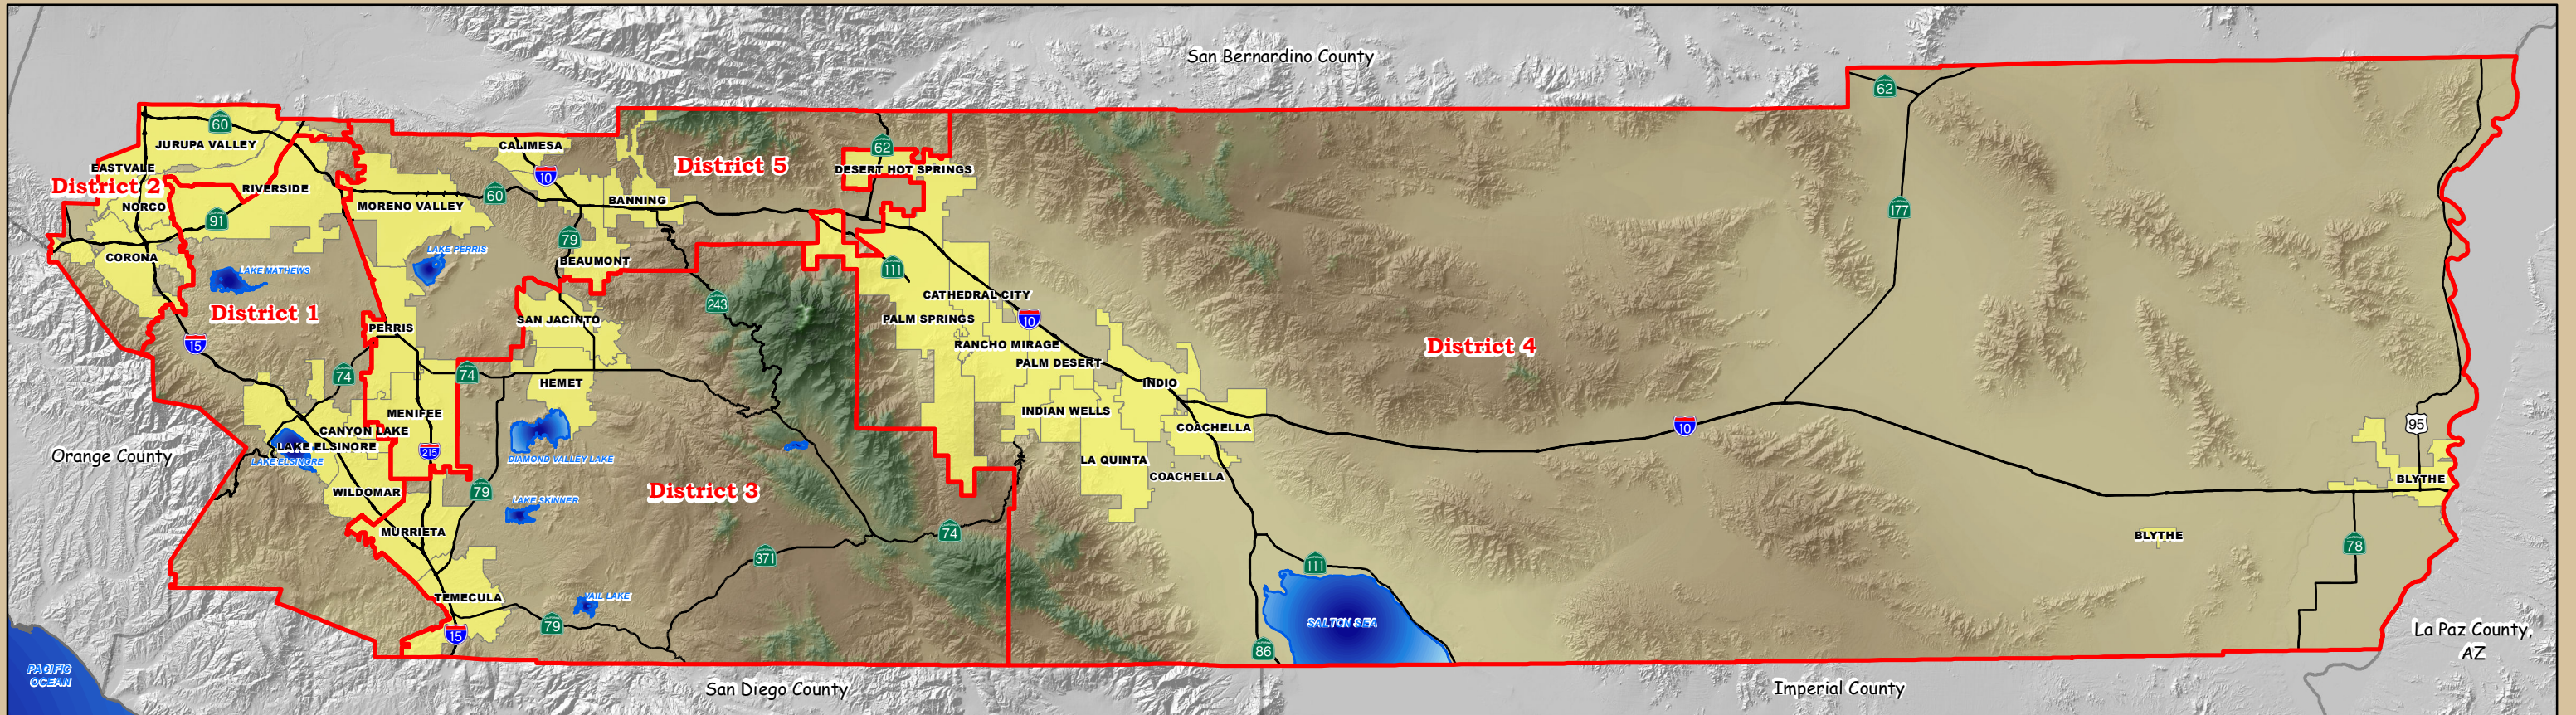 San Bernardino County
62
60
JURUPA VALLEY
CALIMESA
62
EASTVALE
District 5
DESERT HOT SPRINGS
10
District 2
RIVERSIDE
60
BANNING
NORCO
MORENO VALLEY
91
177
79
CORONA
LAKE PERRIS
BEAUMONT
LAKE MATHEWS
111
District 1
243
CATHEDRAL CITY
SAN JACINTO
PALM SPRINGS
10
PERRIS
15
RANCHO MIRAGE
District 4
PALM DESERT
74
74
HEMET
INDIO
MENIFEE
INDIAN WELLS
CANYON LAKE
COACHELLA
10
95
LAKE ELSINORE
215
Orange County
LAKE ELSINORE
DIAMOND VALLEY LAKE
LA QUINTA
COACHELLA
BLYTHE
WILDOMAR
79
District 3
LAKE SKINNER
MURRIETA
74
BLYTHE
78
371
111
TEMECULA
VAIL LAKE
79
SALTON SEA
15
86
La Paz County,
AZ
PACIFIC
OCEAN
San Diego County
Imperial County